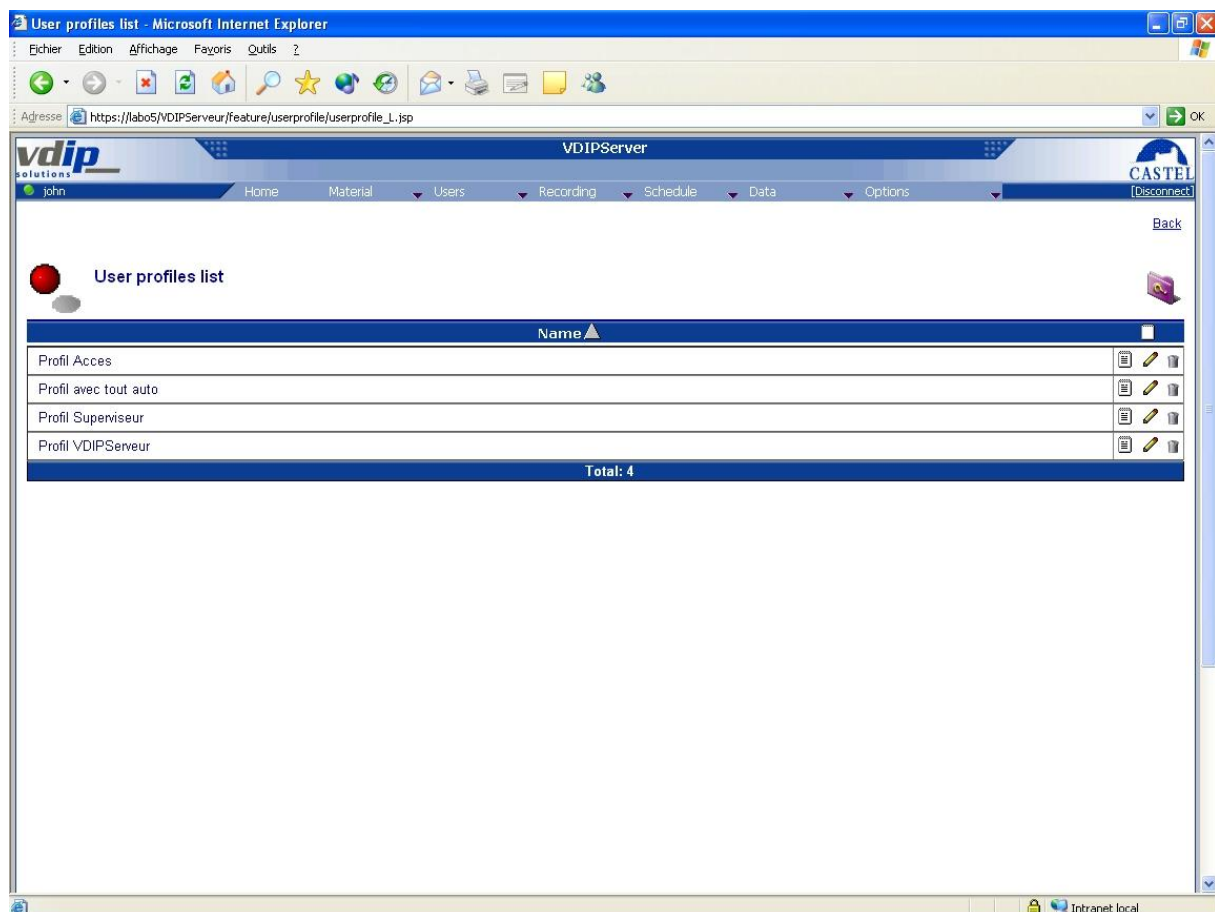 User profiles list - Microsoft Internet Explorer
Fichier Edition Affichage Favoris Outils ?
Adresse https://labo5/VDIPServeur/feature/userprofile/userprofile_L.jsp OK
vdip solutions VDIPServer CASTEL
john Home Material Users Recording Schedule Data Options [Disconnect]
Back
User profiles list
Name
Profil Acces
Profil avec tout auto
Profil Superviseur
Profil VDIPServeur
Total: 4
Intranet local